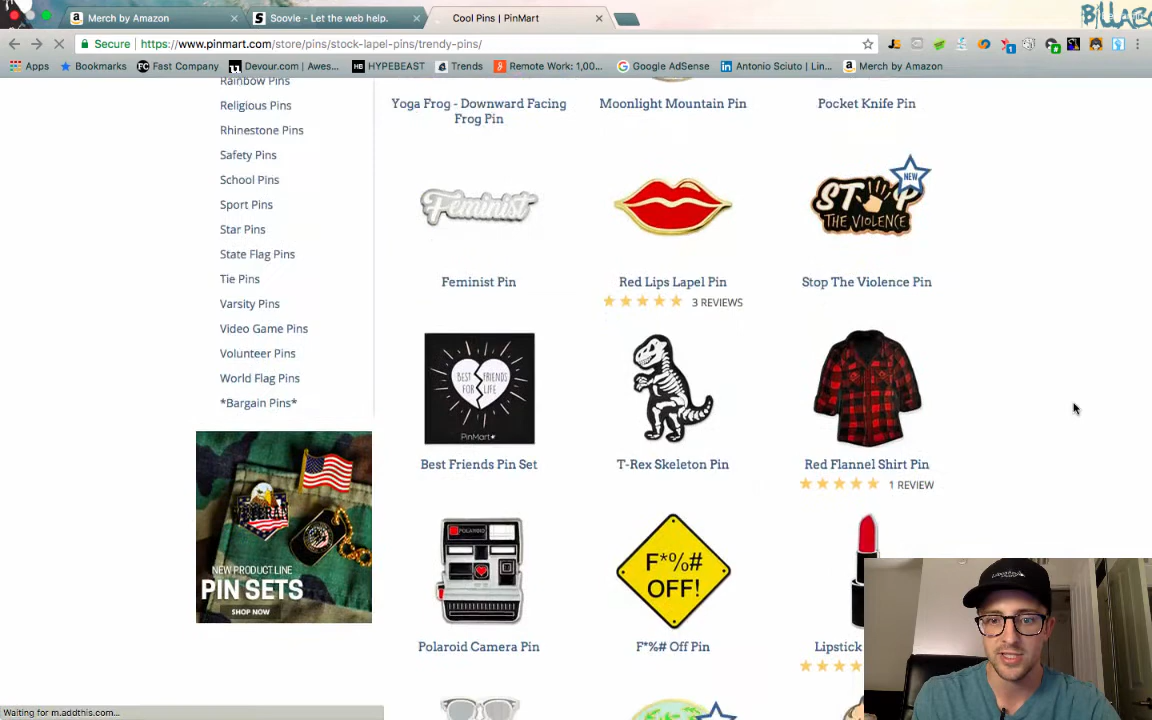 Merch by Amazon
Soovle - Let the web help.
Cool Pins | PinMart
Secure
https://www.pinmart.com/store/pins/stock-lapel-pins/trendy-pins/
Apps
Bookmarks
Fast Company
Devour.com | Awes...
HYPEBEAST
Trends
Remote Work: 1,00...
Google AdSense
Antonio Sciuto | Lin...
Merch by Amazon
Rainbow Pins
Religious Pins
Rhinestone Pins
Safety Pins
School Pins
Sport Pins
Star Pins
State Flag Pins
Tie Pins
Varsity Pins
Video Game Pins
Volunteer Pins
World Flag Pins
*Bargain Pins*
VETERAN
NEW PRODUCT LINE
PIN SETS
SHOP NOW
Yoga Frog - Downward Facing
Frog Pin
Moonlight Mountain Pin
Pocket Knife Pin
Feminist
NEW
STOP
THE VIOLENCE
Feminist Pin
Red Lips Lapel Pin
3 REVIEWS
Stop The Violence Pin
BEST FRIENDS
FOR LIFE
PinMart
Best Friends Pin Set
T-Rex Skeleton Pin
Red Flannel Shirt Pin
1 REVIEW
POLAROID
F*%#
OFF!
Polaroid Camera Pin
F*%# Off Pin
Lipstick
Waiting for m.addthis.com...